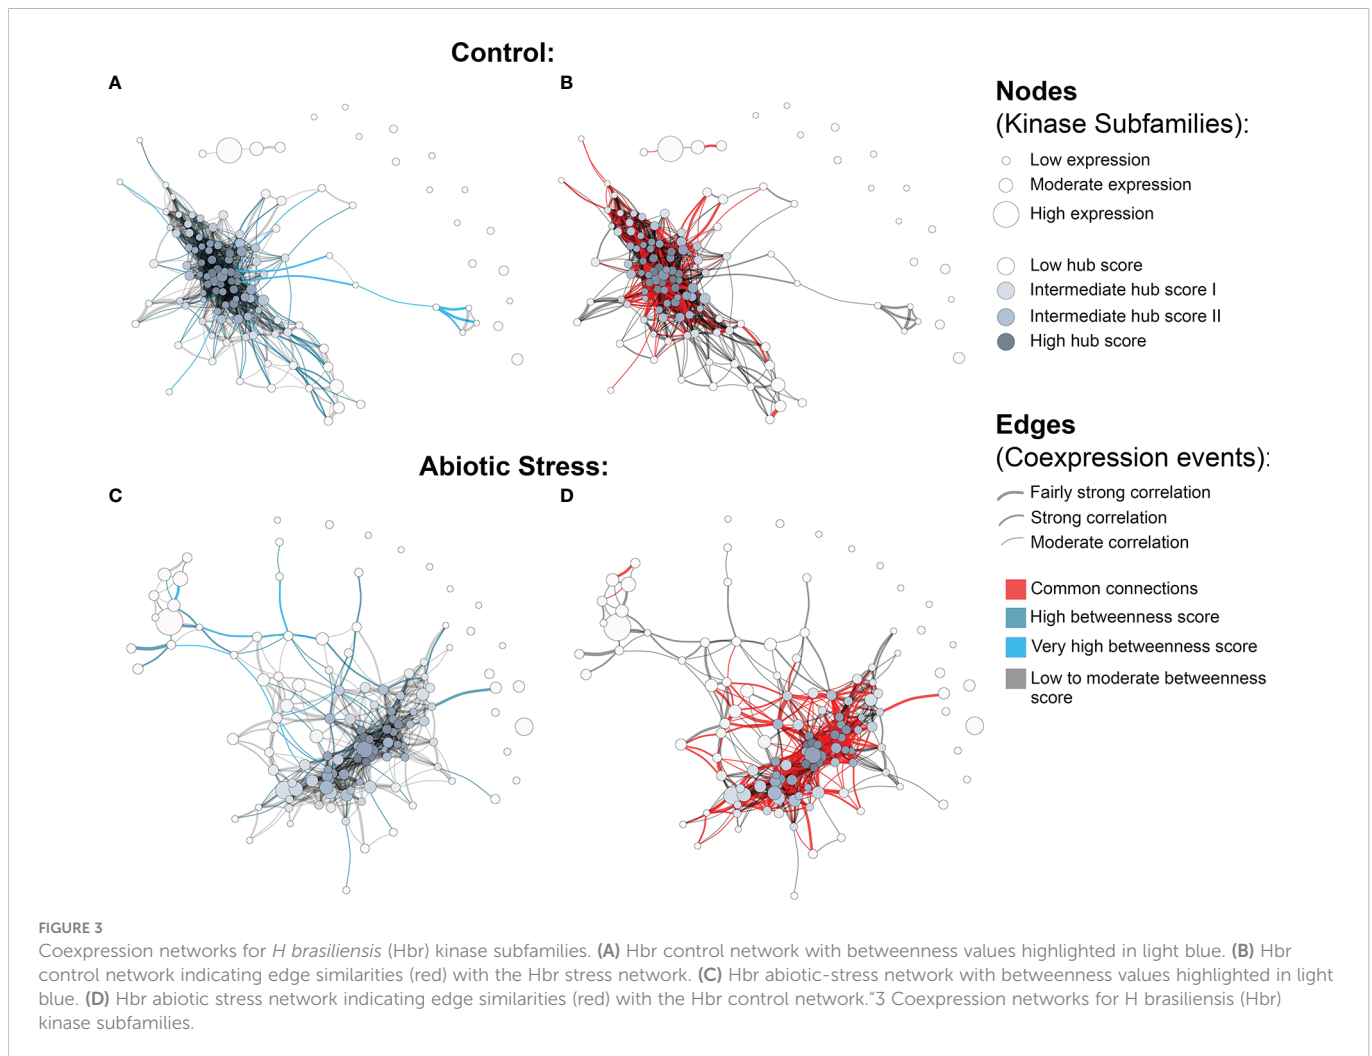 Control:
A
B
Nodes
(Kinase Subfamilies):
Low expression
Moderate expression
High expression
Low hub score
Intermediate hub score I
Intermediate hub score II
High hub score
Edges
(Coexpression events):
Fairly strong correlation
Strong correlation
Moderate correlation
Common connections
High betweenness score
Very high betweenness score
Low to moderate betweenness
score
Abiotic Stress:
C
D
FIGURE 3
Coexpression networks for H brasiliensis (Hbr) kinase subfamilies. (A) Hbr control network with betweenness values highlighted in light blue. (B) Hbr
control network indicating edge similarities (red) with the Hbr stress network. (C) Hbr abiotic-stress network with betweenness values highlighted in light
blue. (D) Hbr abiotic stress network indicating edge similarities (red) with the Hbr control network.“3 Coexpression networks for H brasiliensis (Hbr)
kinase subfamilies.